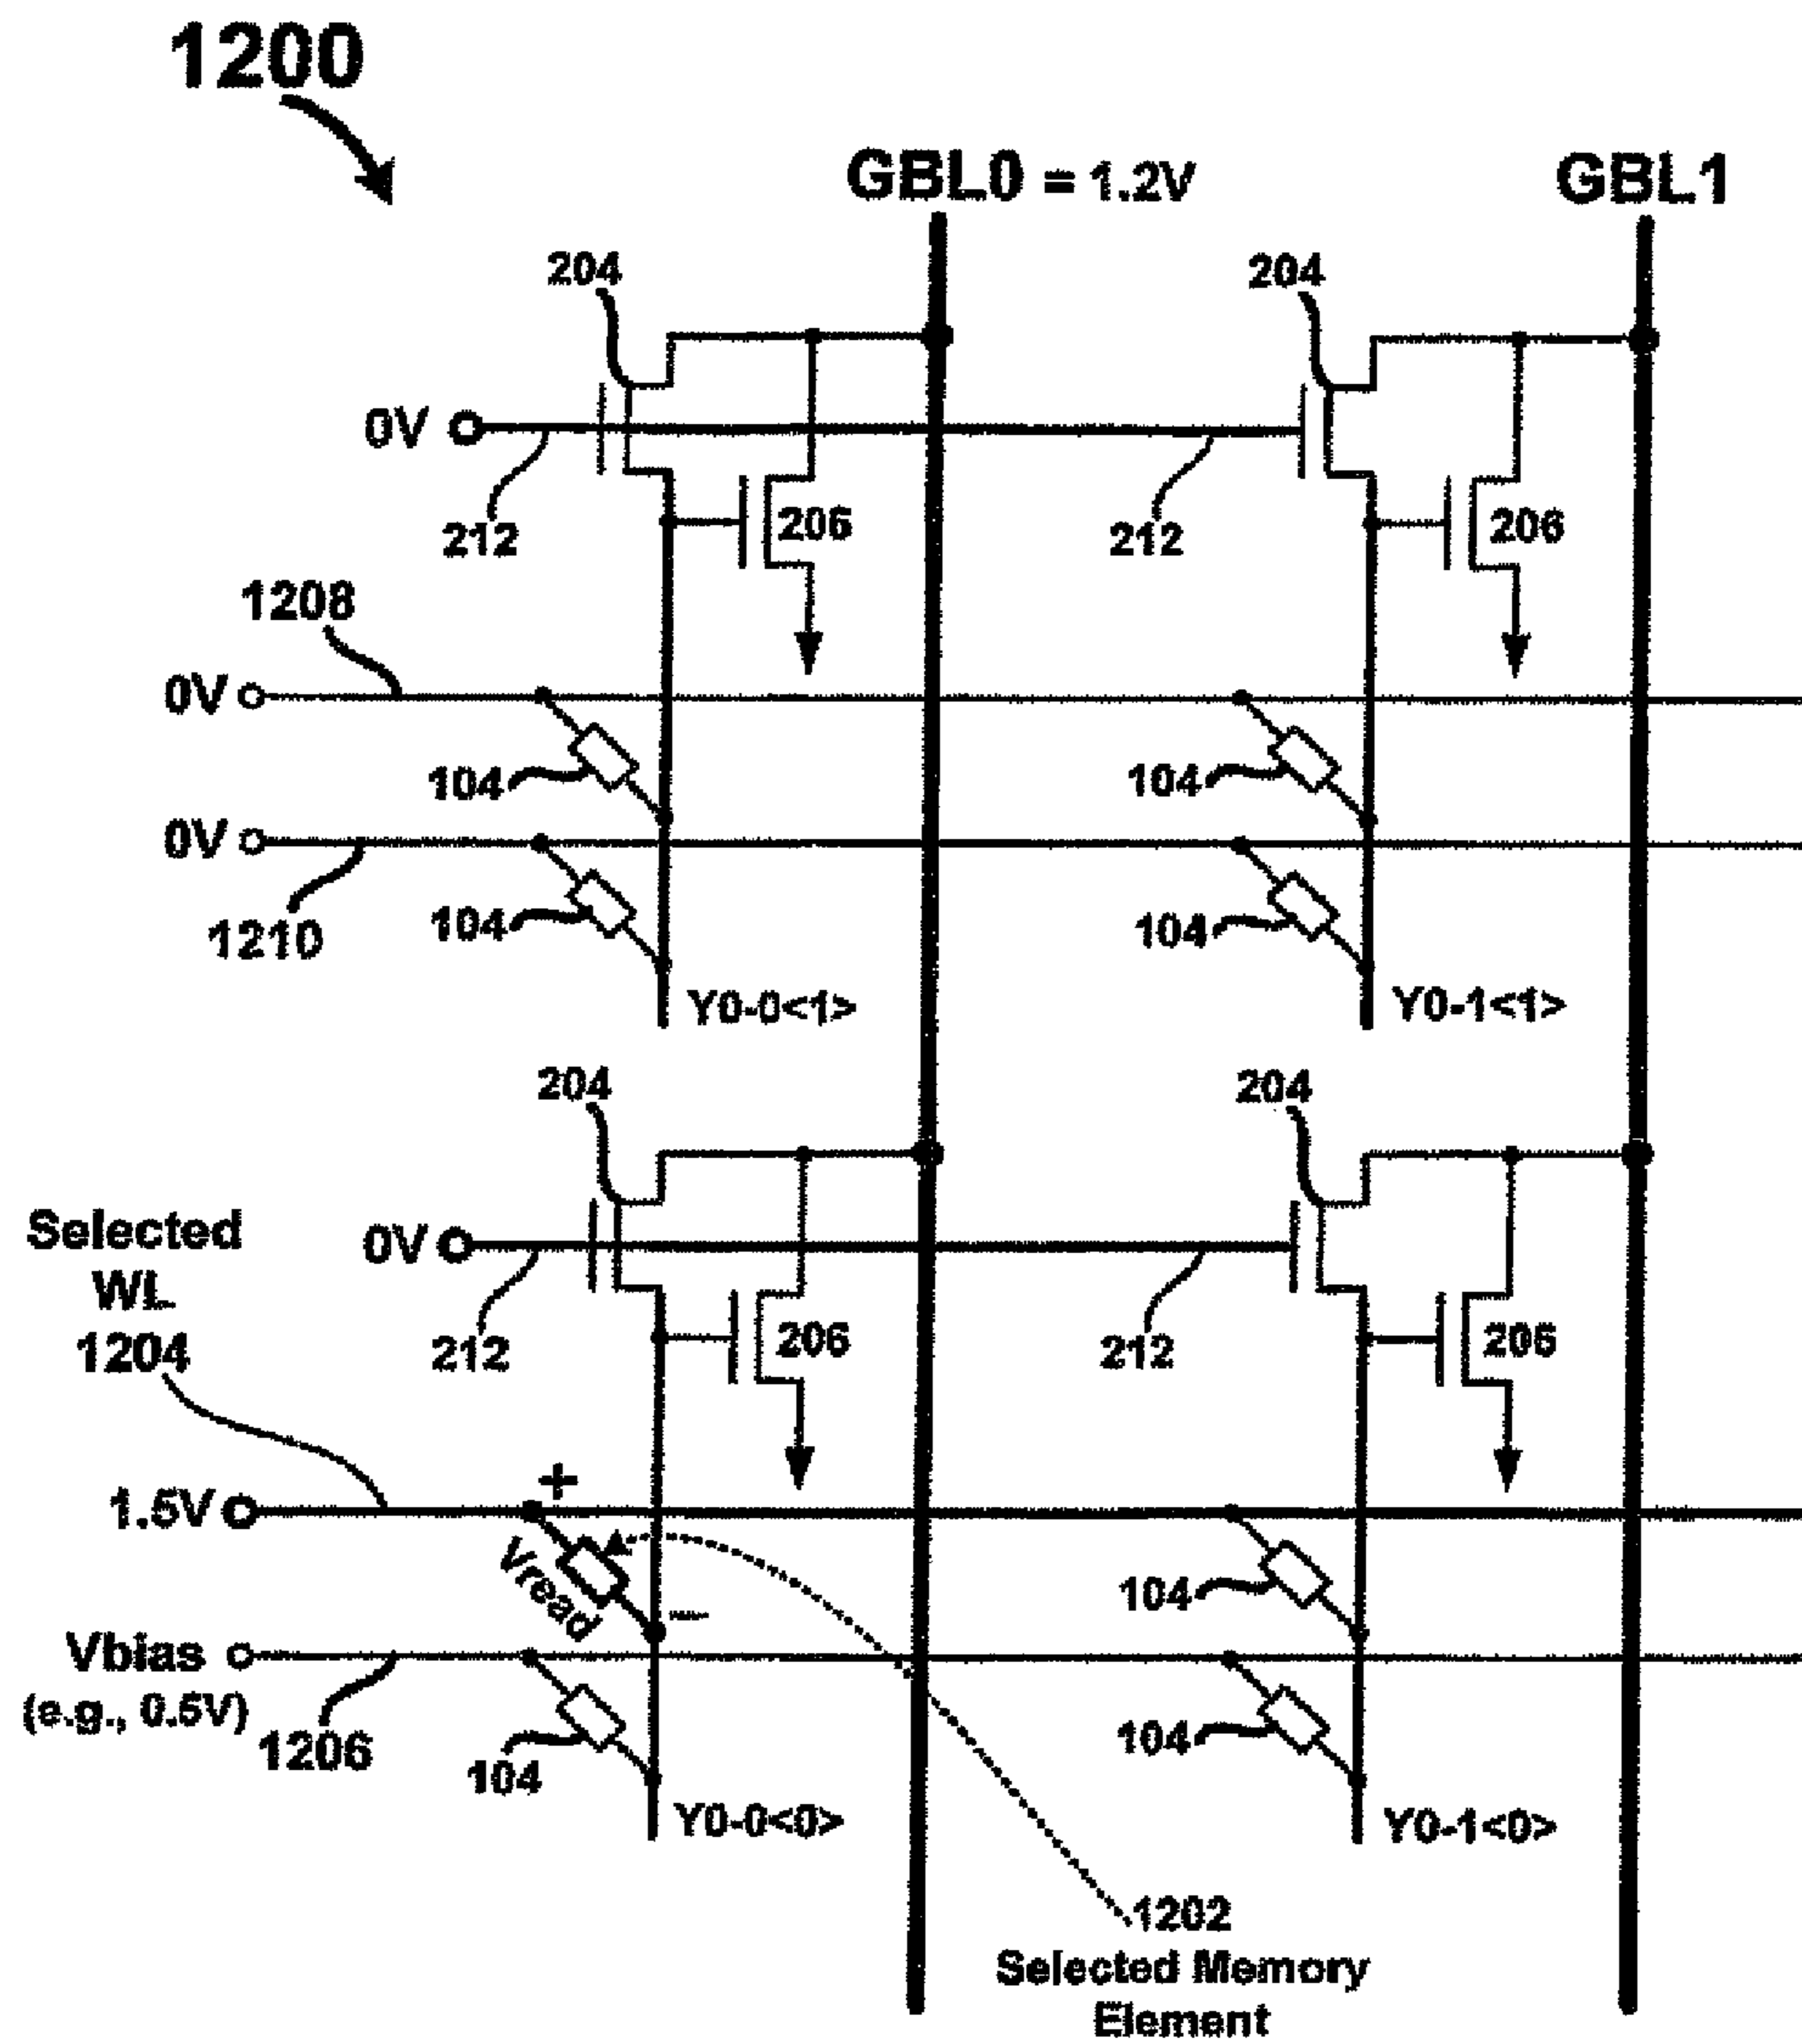 1200
GBL0 = 1.2V
GBL1
204
204
0V
212
206
212
206
1208
0V
104
104
0V
1210
104
104
Y0-0<1>
Y0-1<1>
204
204
Selected
WL
1204
0V
212
206
212
206
1.5V
+
Vread
−
104
Vbias
(e.g., 0.5V)
1206
104
104
Y0-0<0>
Y0-1<0>
1202
Selected Memory
Element